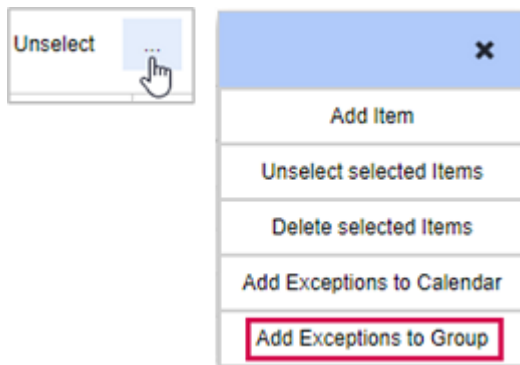 Unselect ...
Add Item
Unselect selected Items
Delete selected Items
Add Exceptions to Calendar
Add Exceptions to Group